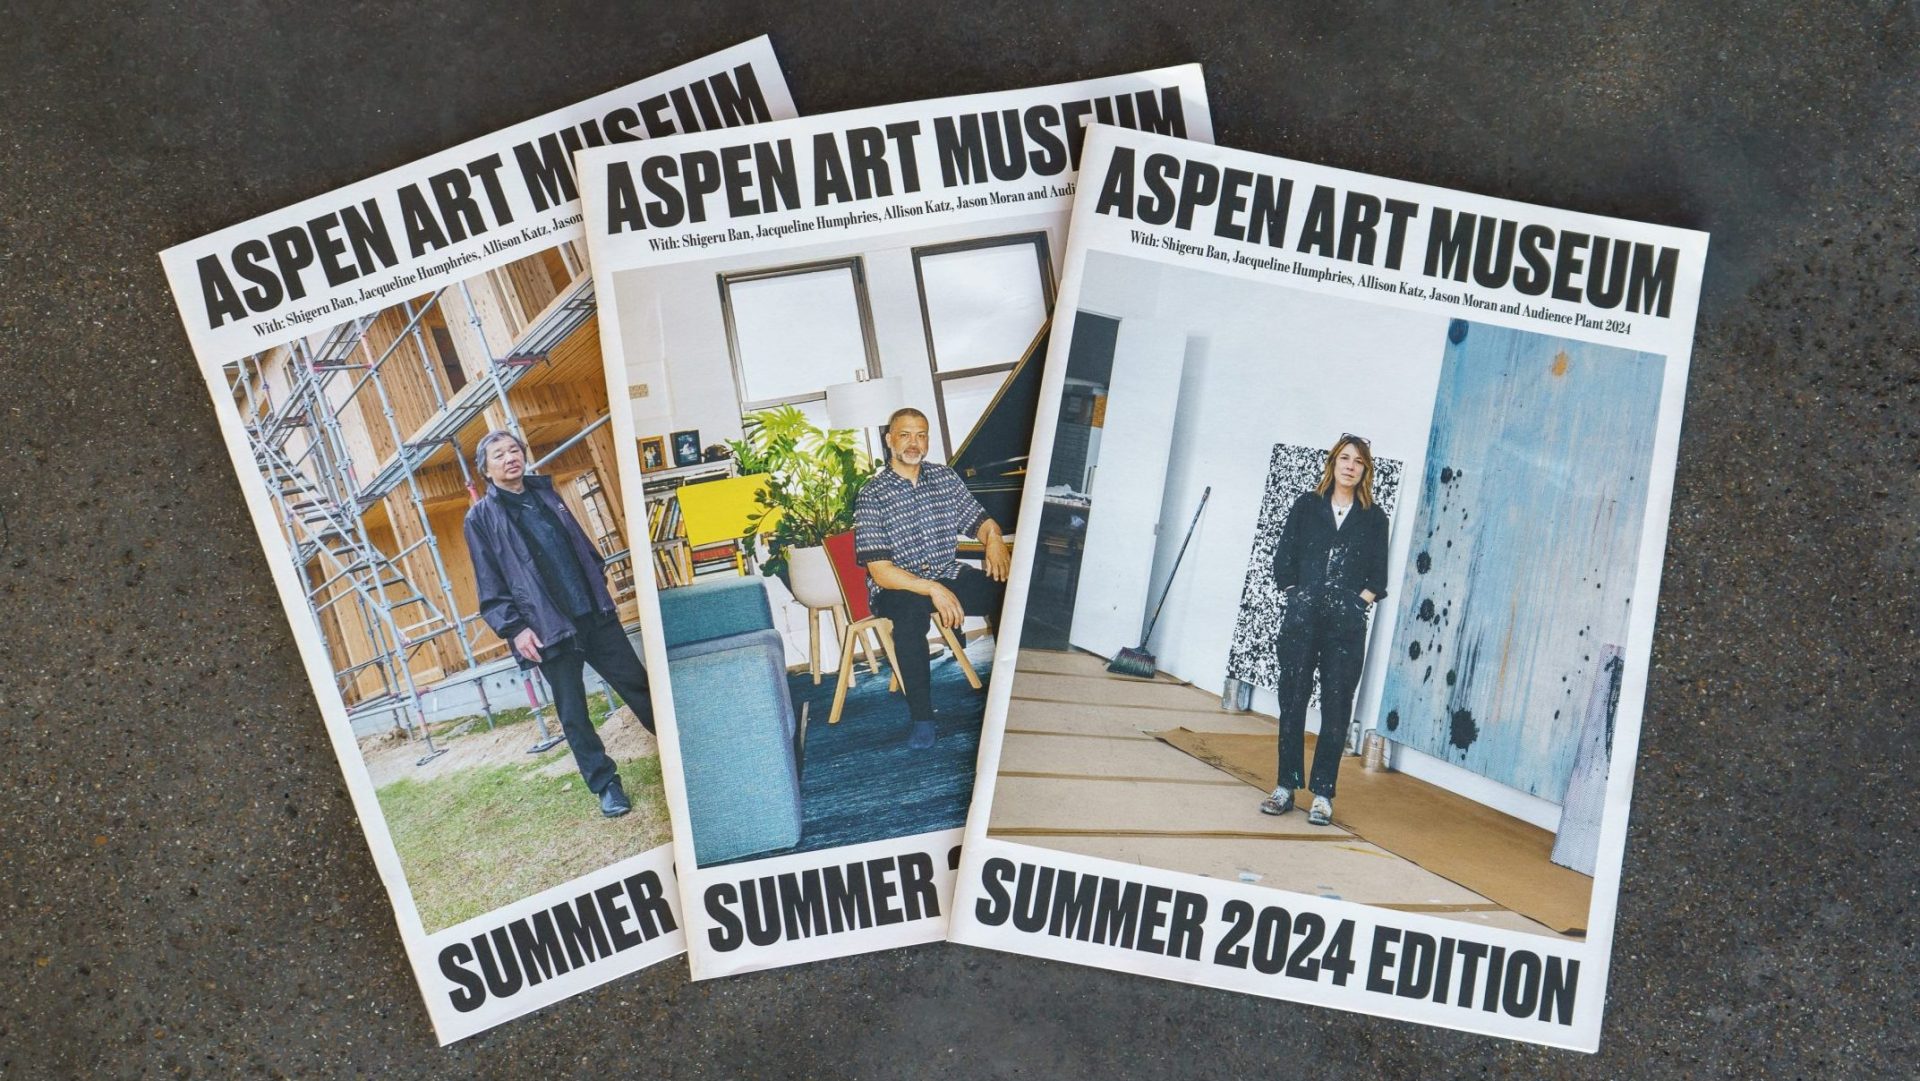 ASPEN ART MUSEUM
With: Shigeru Ban, Jacqueline Humphries, Allison Katz, Jason
SUMMER
ASPEN ART MUSEUM
With: Shigeru Ban, Jacqueline Humphries, Allison Katz, Jason Moran and Audi
SUMMER 2
ASPEN ART MUSEUM
With: Shigeru Ban, Jacqueline Humphries, Allison Katz, Jason Moran and Audience Plant 2024
SUMMER 2024 EDITION